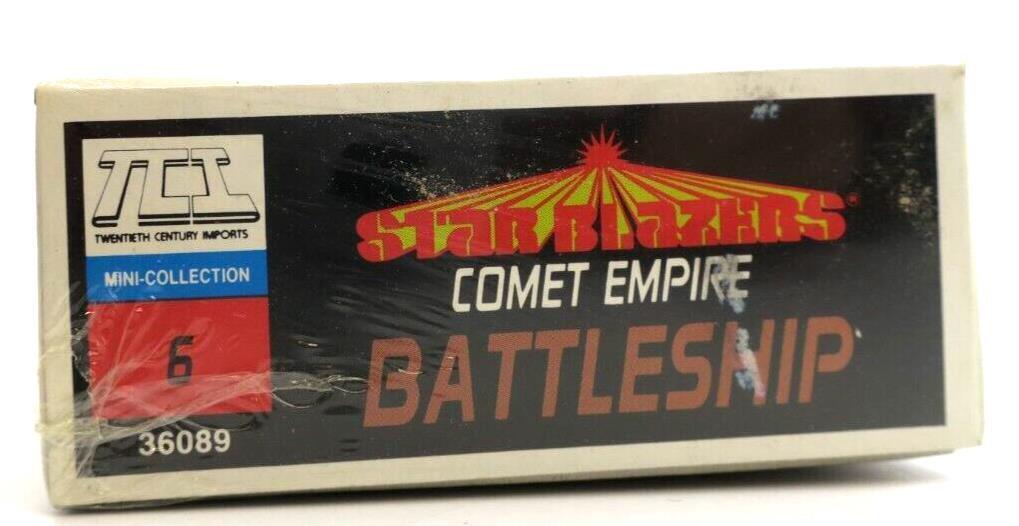 TCI
TWENTIETH CENTURY IMPORTS
MINI-COLLECTION
6
36089
STAR BLAZERS®
COMET EMPIRE
BATTLESHIP